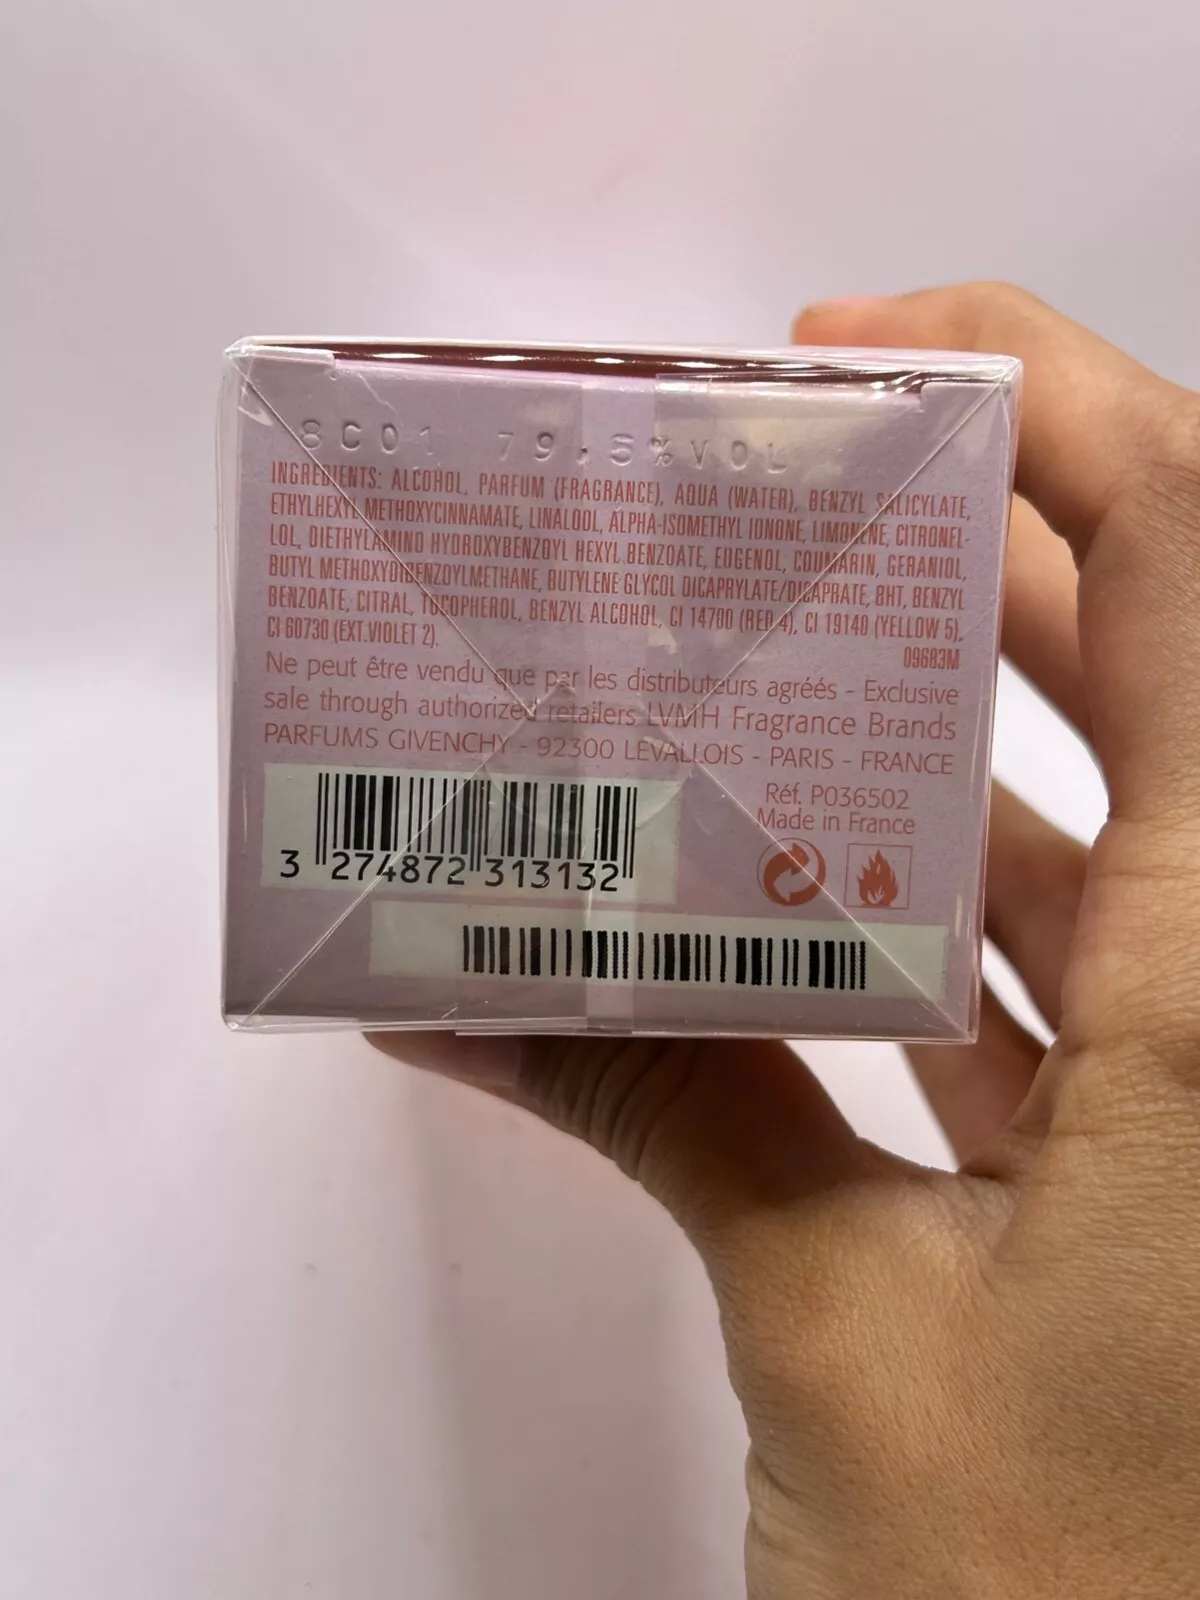 8C01 79.5%VOL
INGREDIENTS: ALCOHOL, PARFUM (FRAGRANCE), AQUA (WATER), BENZYL SALICYLATE,
ETHYLHEXYL METHOXYCINNAMATE, LINALOOL, ALPHA-ISOMETHYL IONONE, LIMONENE, CITRONEL-
LOL, DIETHYLAMINO HYDROXYBENZOYL HEXYL BENZOATE, EUGENOL, COUMARIN, GERANIOL,
BUTYL METHOXYDIBENZOYLMETHANE, BUTYLENE GLYCOL DICAPRYLATE/DICAPRATE, BHT, BENZYL
BENZOATE, CITRAL, TOCOPHEROL, BENZYL ALCOHOL, CI 14700 (RED 4), CI 19140 (YELLOW 5),
CI 60730 (EXT.VIOLET 2).
09683M
Ne peut être vendu que par les distributeurs agréés - Exclusive
sale through authorized retailers LVMH Fragrance Brands
PARFUMS GIVENCHY - 92300 LEVALLOIS - PARIS - FRANCE
Réf. P036502
Made in France
3 274872 313132